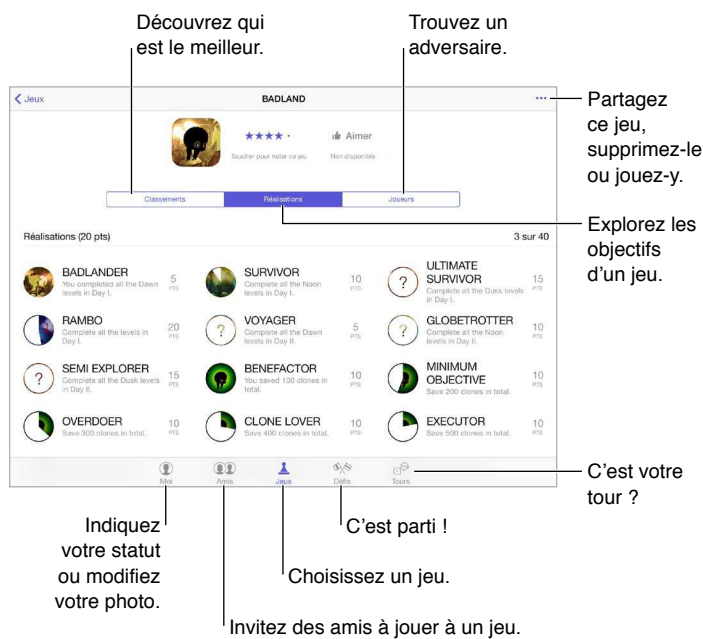 Découvrez qui
est le meilleur.
Trouvez un
adversaire.
Jeux
BADLAND
Partagez
ce jeu,
supprimez-le
ou jouez-y.
Aimer
Toucher pour noter ce jeu
Non disponible
Classements
Réalisations
Joueurs
Explorez les
objectifs
d'un jeu.
Réalisations (20 pts)
3 sur 40
BADLANDER
You completed all the Dawn
levels in Day I.
5
PTS
SURVIVOR
Complete all the Noon
levels in Day I.
10
PTS
?
ULTIMATE
SURVIVOR
Complete all the Dusk levels
in Day I.
15
PTS
RAMBO
Complete all the levels in
Day I.
20
PTS
?
VOYAGER
Complete all the Dawn
levels in Day II.
5
PTS
?
GLOBETROTTER
Complete all the Noon
levels in Day II.
10
PTS
?
SEMI EXPLORER
Complete all the Dusk levels
in Day II.
15
PTS
BENEFACTOR
You saved 100 clones in
total.
10
PTS
MINIMUM
OBJECTIVE
Save 200 clones in total.
10
PTS
OVERDOER
Save 300 clones in total.
10
PTS
CLONE LOVER
Save 400 clones in total.
10
PTS
EXECUTOR
Save 500 clones in total.
10
PTS
Moi
Amis
Jeux
Défis
Tours
C'est votre
tour ?
Indiquez
votre statut
ou modifiez
votre photo.
C'est parti !
Choisissez un jeu.
Invitez des amis à jouer à un jeu.